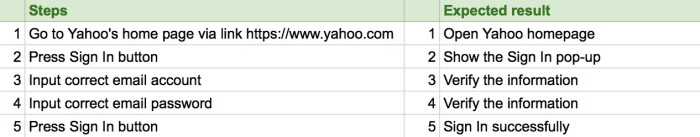 Steps Expected result
1 Go to Yahoo's home page via link https://www.yahoo.com 1 Open Yahoo homepage
2 Press Sign In button 2 Show the Sign In pop-up
3 Input correct email account 3 Verify the information
4 Input correct email password 4 Verify the information
5 Press Sign In button 5 Sign In successfully